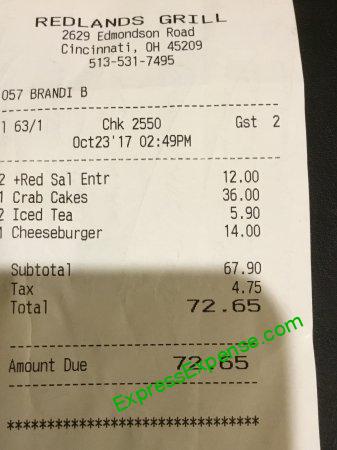 REDLANDS GRILL
2629 Edmondson Road
Cincinnati, OH 45209
513-531-7495
057 BRANDI B
1 63/1 Chk 2550 Gst 2
Oct23'17 02:49PM
2 +Red Sal Entr 12.00
1 Crab Cakes 36.00
2 Iced Tea 5.90
1 Cheeseburger 14.00
Subtotal 67.90
Tax 4.75
Total 72.65
Amount Due 72.65
ExpressExpense.com
*******************************